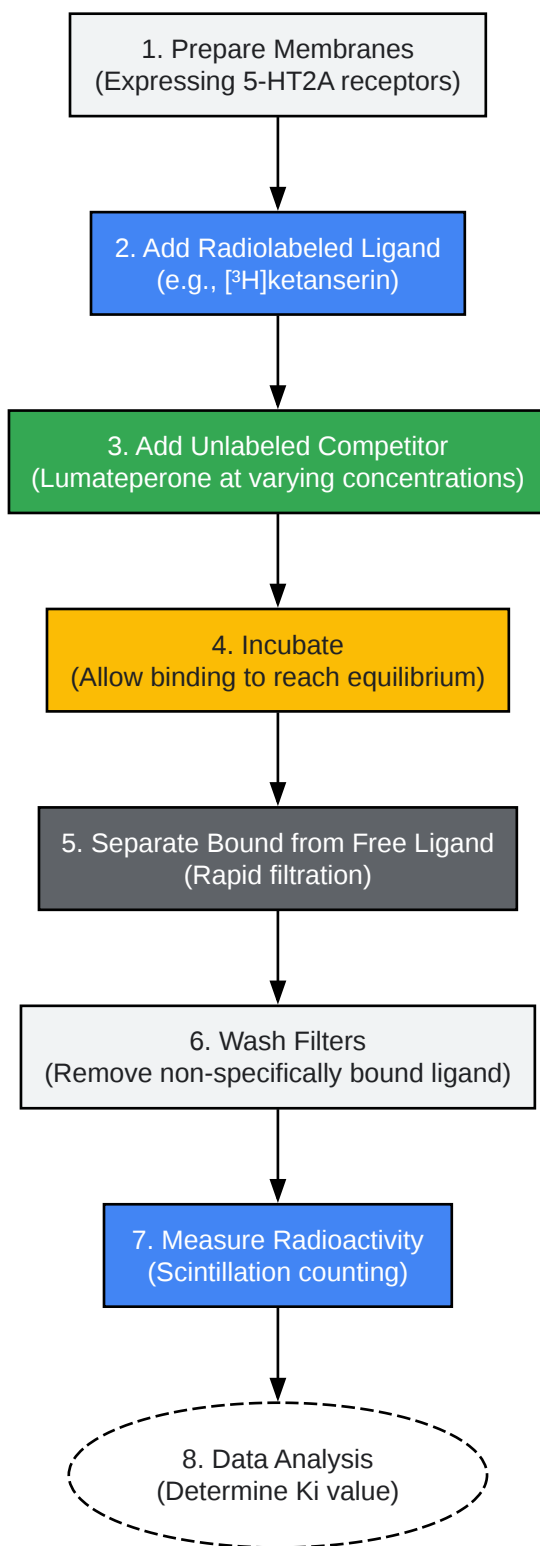 1. Prepare Membranes
(Expressing 5-HT2A receptors)
2. Add Radiolabeled Ligand
(e.g., [³H]ketanserin)
3. Add Unlabeled Competitor
(Lumateperone at varying concentrations)
4. Incubate
(Allow binding to reach equilibrium)
5. Separate Bound from Free Ligand
(Rapid filtration)
6. Wash Filters
(Remove non-specifically bound ligand)
7. Measure Radioactivity
(Scintillation counting)
8. Data Analysis
(Determine Ki value)